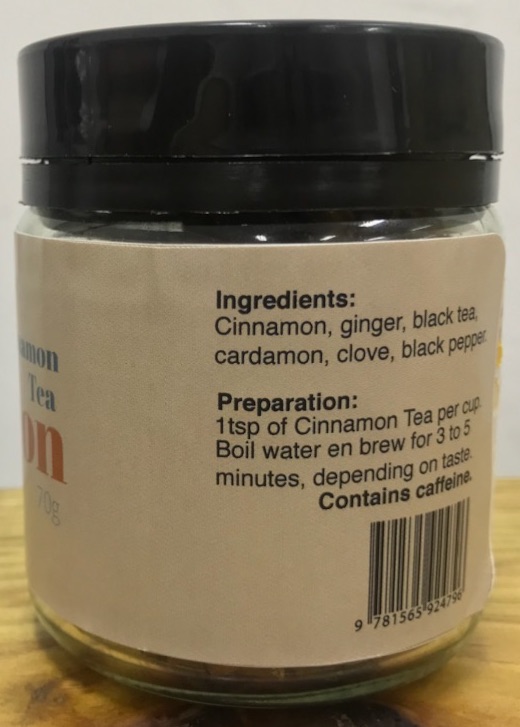 amon
Tea
on
70g
Ingredients:
Cinnamon, ginger, black tea,
cardamon, clove, black pepper.
Preparation:
1tsp of Cinnamon Tea per cup.
Boil water en brew for 3 to 5
minutes, depending on taste.
Contains caffeine.
9 781565 924796